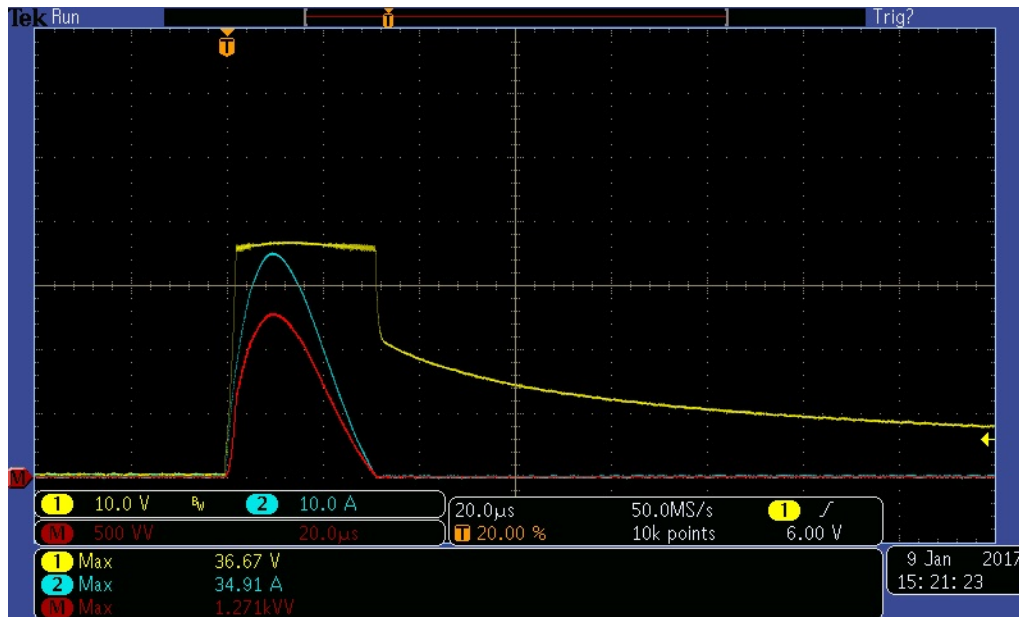 Tek Run Trig?
T
T
M
1 10.0 V BW 2 10.0 A
M 500 VV 20.0µs
20.0µs 50.0MS/s 1
T 20.00 % 10k points 6.00 V
1 Max 36.67 V
2 Max 34.91 A
M Max 1.271kVV
9 Jan 2017
15:21:23